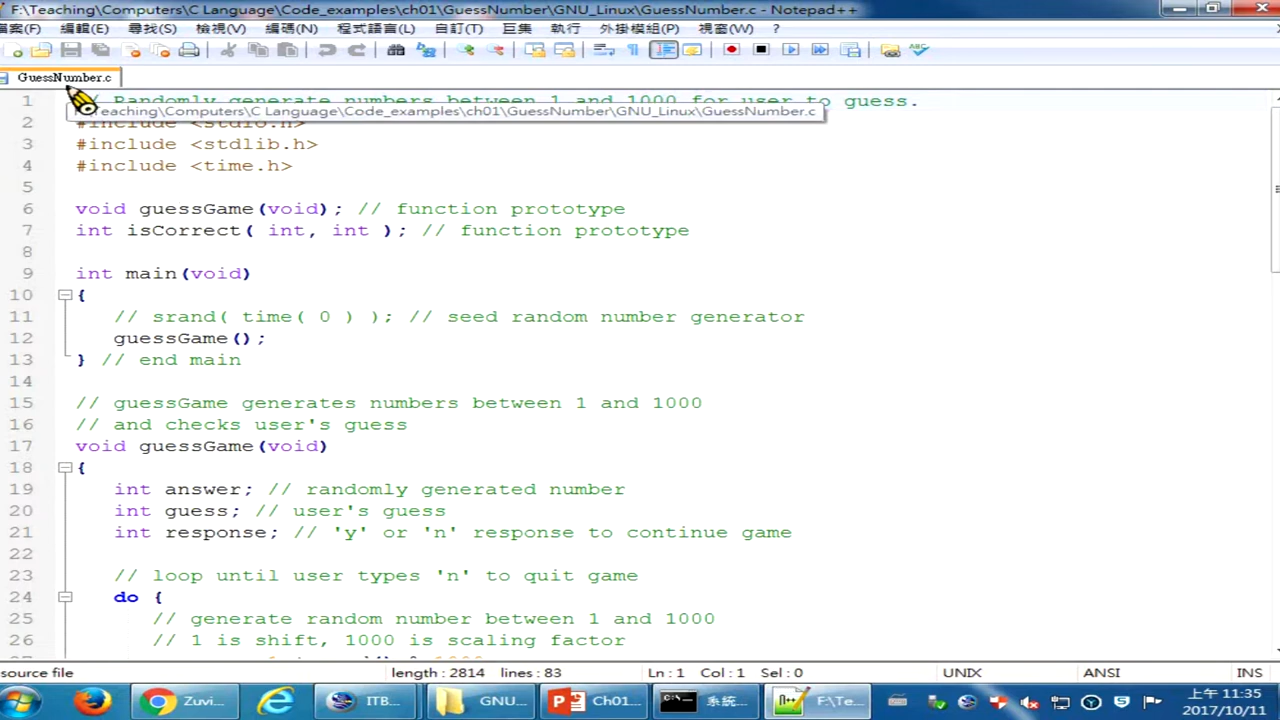 F:\Teaching\Computers\C Language\Code_examples\ch01\GuessNumber\GNU_Linux\GuessNumber.c - Notepad++
檔案(F) 編輯(E) 尋找(S) 檢視(V) 編碼(N) 程式語言(L) 自訂(T) 巨集 執行 外掛模組(P) 視窗(W) X
GuessNumber.c
1 // Randomly generate numbers between 1 and 1000 for user to guess.
Teaching\Computers\C Language\Code_examples\ch01\GuessNumber\GNU_Linux\GuessNumber.c
2 #include <stdio.h>
3 #include <stdlib.h>
4 #include <time.h>
5
6 void guessGame(void); // function prototype
7 int isCorrect( int, int ); // function prototype
8
9 int main(void)
10 {
11 // srand( time( 0 ) ); // seed random number generator
12 guessGame();
13 } // end main
14
15 // guessGame generates numbers between 1 and 1000
16 // and checks user's guess
17 void guessGame(void)
18 {
19 int answer; // randomly generated number
20 int guess; // user's guess
21 int response; // 'y' or 'n' response to continue game
22
23 // loop until user types 'n' to quit game
24 do {
25 // generate random number between 1 and 1000
26 // 1 is shift, 1000 is scaling factor
source file length : 2814 lines : 83 Ln : 1 Col : 1 Sel : 0 UNIX ANSI INS
Zuvi... ITB... GNU... Ch01... 系統... F:\Te...
上午 11:35
2017/10/11